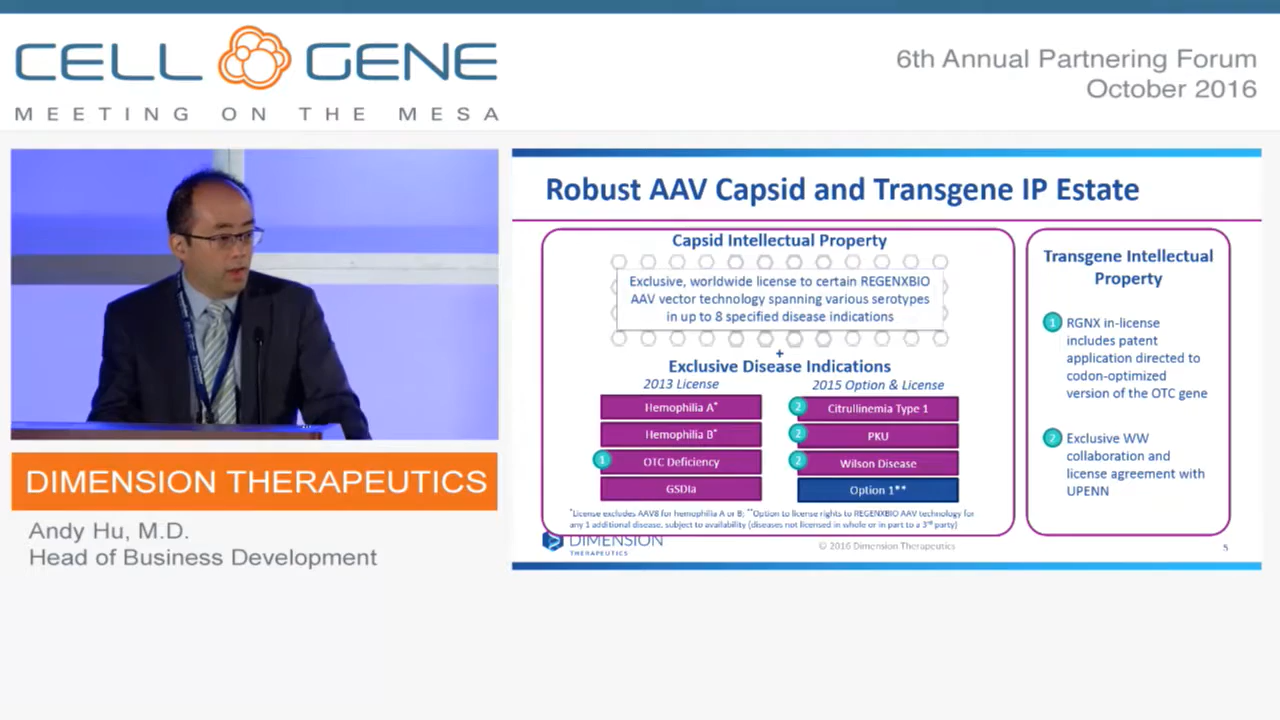 CELL GENE
MEETING ON THE MESA
6th Annual Partnering Forum
October 2016
Robust AAV Capsid and Transgene IP Estate
Capsid Intellectual Property
Exclusive, worldwide license to certain REGENXBIO
AAV vector technology spanning various serotypes
in up to 8 specified disease indications
+
Exclusive Disease Indications
2013 License
Hemophilia A*
Hemophilia B*
1 OTC Deficiency
GSDIa
2015 Option & License
2 Citrullinemia Type 1
2 PKU
2 Wilson Disease
Option 1**
*License excludes AAV8 for hemophilia A or B; **Option to license rights to REGENXBIO AAV technology for
any 1 additional disease, subject to availability (diseases not licensed in whole or in part to a 3rd party)
Transgene Intellectual
Property
1 RGNX in-license
includes patent
application directed to
codon-optimized
version of the OTC gene
2 Exclusive WW
collaboration and
license agreement with
UPENN
DIMENSION
THERAPEUTICS
© 2016 Dimension Therapeutics
5
DIMENSION THERAPEUTICS
Andy Hu, M.D.
Head of Business Development